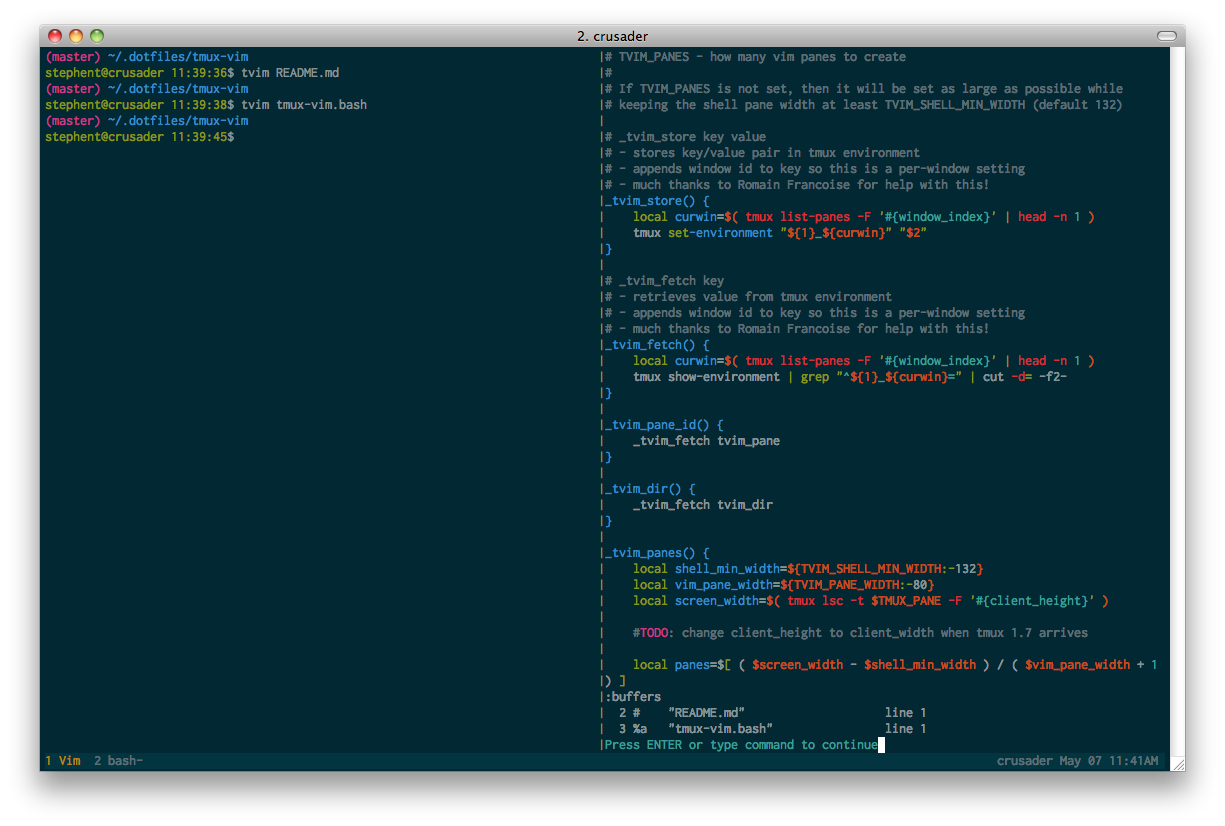 2. crusader
(master) ~/.dotfiles/tmux-vim
stephent@crusader 11:39:36$ tvim README.md
(master) ~/.dotfiles/tmux-vim
stephent@crusader 11:39:38$ tvim tmux-vim.bash
(master) ~/.dotfiles/tmux-vim
stephent@crusader 11:39:45$
|# TVIM_PANES - how many vim panes to create
|#
|# If TVIM_PANES is not set, then it will be set as large as possible while
|# keeping the shell pane width at least TVIM_SHELL_MIN_WIDTH (default 132)
|
|# _tvim_store key value
|# - stores key/value pair in tmux environment
|# - appends window id to key so this is a per-window setting
|# - much thanks to Romain Francoise for help with this!
|_tvim_store() {
|    local curwin=$( tmux list-panes -F '#{window_index}' | head -n 1 )
|    tmux set-environment "${1}_${curwin}" "$2"
|}
|
|# _tvim_fetch key
|# - retrieves value from tmux environment
|# - appends window id to key so this is a per-window setting
|# - much thanks to Romain Francoise for help with this!
|_tvim_fetch() {
|    local curwin=$( tmux list-panes -F '#{window_index}' | head -n 1 )
|    tmux show-environment | grep "^${1}_${curwin}=" | cut -d= -f2-
|}
|
|_tvim_pane_id() {
|    _tvim_fetch tvim_pane
|}
|
|_tvim_dir() {
|    _tvim_fetch tvim_dir
|}
|
|_tvim_panes() {
|    local shell_min_width=${TVIM_SHELL_MIN_WIDTH:-132}
|    local vim_pane_width=${TVIM_PANE_WIDTH:-80}
|    local screen_width=$( tmux lsc -t $TMUX_PANE -F '#{client_height}' )
|
|    #TODO: change client_height to client_width when tmux 1.7 arrives
|
|    local panes=$[ ( $screen_width - $shell_min_width ) / ( $vim_pane_width + 1
|) ]
|:buffers
|  2 #    "README.md"                    line 1
|  3 %a   "tmux-vim.bash"                line 1
|Press ENTER or type command to continue
1 Vim  2 bash-
crusader May 07 11:41AM